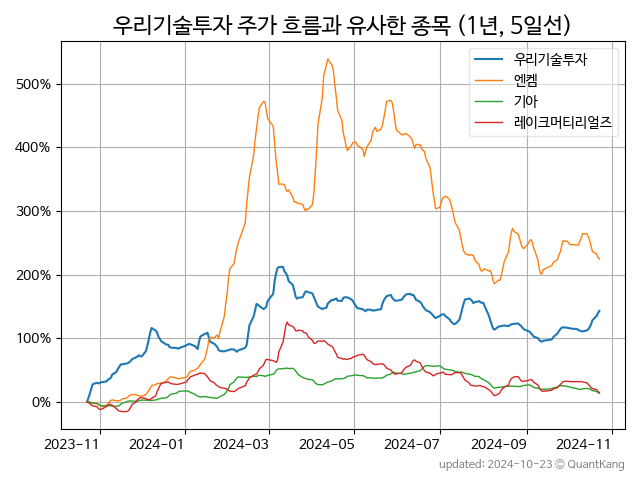 우리기술투자 주가 흐름과 유사한 종목 (1년, 5일선)
우리기술투자
엔켐
기아
레이크머티리얼즈
500%
400%
300%
200%
100%
0%
2023-11 2024-01 2024-03 2024-05 2024-07 2024-09 2024-11
updated: 2024-10-23 © QuantKang